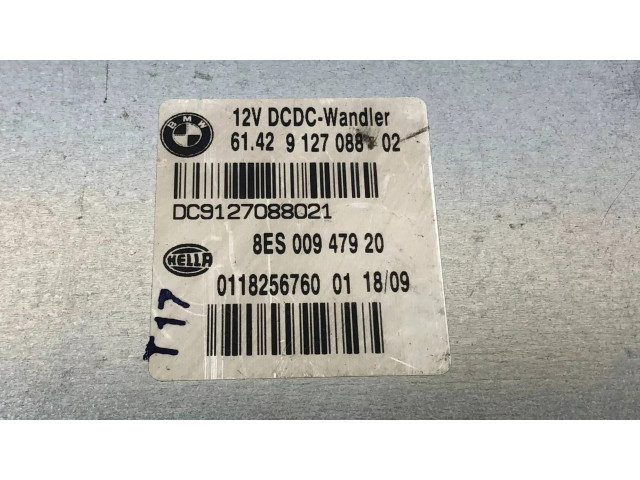 BMW
12V DCDC-Wandler
61.42 9 127 088 02
DC9127088021
8ES 009 479 20
HELLA
0118256760 01 18/09
T17